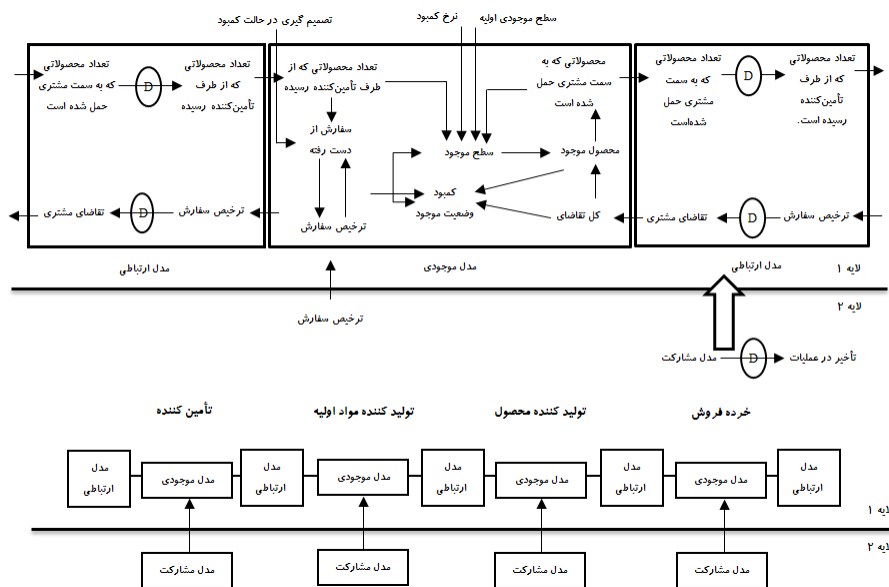 تصمیم گیری در حالت کمبود
نرخ کمبود
سطح موجودی اولیه
تعداد محصولاتی
که از طرف
تأمین‌کننده
رسیده است.
D
تعداد محصولاتی
که به سمت
مشتری حمل
شده‌است
ترخیص سفارش
D
تقاضای مشتری
محصولاتی که به
سمت مشتری حمل
شده است
محصول موجود
سطح موجود
کل تقاضای
کمبود
وضعیت موجود
تعداد محصولاتی که از
طرف تأمین‌کننده رسیده
سفارش از
دست رفته
ترخیص سفارش
تعداد محصولاتی
که از طرف
تأمین‌کننده رسیده
D
تعداد محصولاتی
که به سمت مشتری
حمل شده است
ترخیص سفارش
D
تقاضای مشتری
لایه ۱
مدل ارتباطی
مدل موجودی
مدل ارتباطی
لایه ۲
ترخیص سفارش
مدل مشارکت
D
تأخیر در عملیات
خرده فروش
تولید کننده محصول
تولید کننده مواد اولیه
تأمین کننده
مدل
ارتباطی
مدل موجودی
مدل
ارتباطی
مدل موجودی
مدل
ارتباطی
مدل موجودی
مدل
ارتباطی
مدل موجودی
مدل
ارتباطی
لایه ۱
لایه ۲
مدل مشارکت
مدل مشارکت
مدل مشارکت
مدل مشارکت